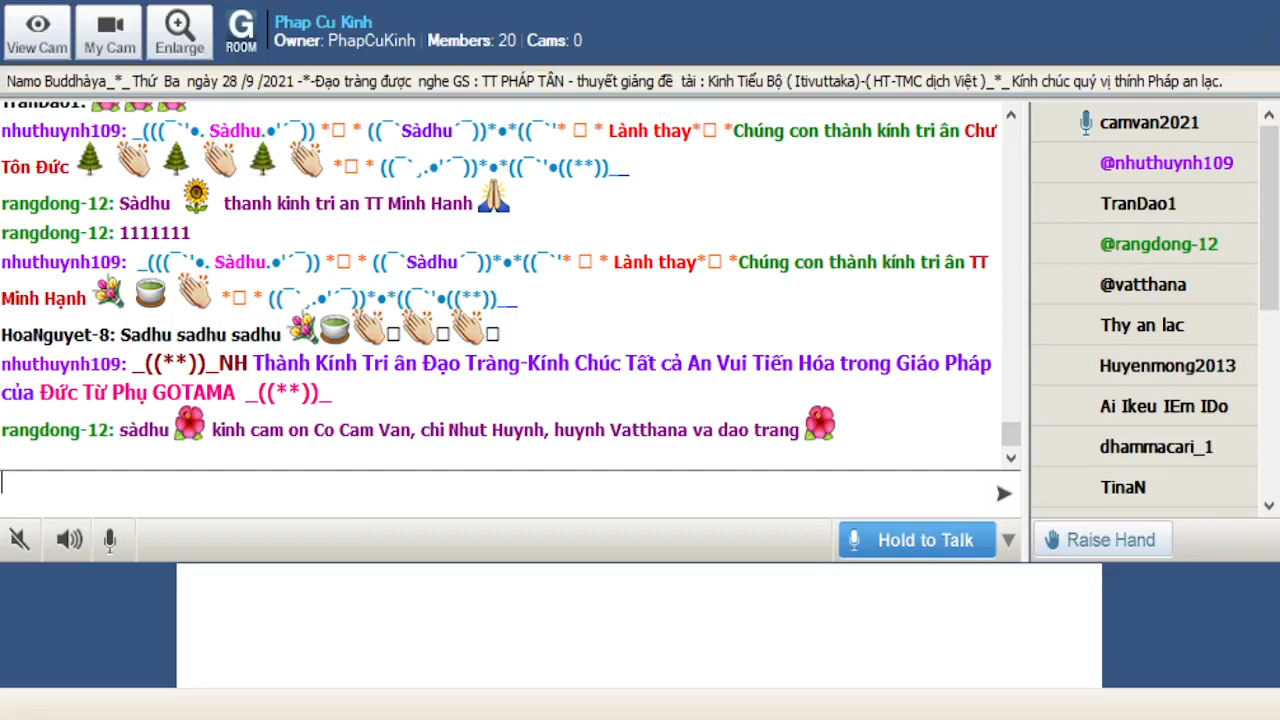 View Cam
My Cam
Enlarge
G
ROOM
Phap Cu Kinh
Owner: PhapCuKinh | Members: 20 | Cams: 0
Namo Buddhàya_*_ Thứ Ba ngày 28 /9 /2021 -*-Đạo tràng được nghe GS : TT PHÁP TÂN - thuyết giảng đề tài : Kinh Tiểu Bộ ( Itivuttaka)-( HT-TMC dịch Việt )_*_ Kính chúc quý vị thính Pháp an lạc.
TranDao1:
nhuthuynh109: _(((¯`'•. Sàdhu.•'´¯)) *□ * ((¯`Sàdhu´¯))*•*((¯`'* □ * Lành thay*□ *Chúng con thành kính tri ân Chư
Tôn Đức *□ * ((¯`¸.•'´¯))*•*((¯`'•((**))__
rangdong-12: Sàdhu thanh kinh tri an TT Minh Hanh
rangdong-12: 1111111
nhuthuynh109: _(((¯`'•. Sàdhu.•'´¯)) *□ * ((¯`Sàdhu´¯))*•*((¯`'* □ * Lành thay*□ *Chúng con thành kính tri ân TT
Minh Hạnh *□ * ((¯`¸.•'´¯))*•*((¯`'•((**))__
HoaNguyet-8: Sadhu sadhu sadhu
nhuthuynh109: _((**))_NH Thành Kính Tri ân Đạo Tràng-Kính Chúc Tất cả An Vui Tiến Hóa trong Giáo Pháp
của Đức Từ Phụ GOTAMA _((**))_
rangdong-12: sàdhu kinh cam on Co Cam Van, chi Nhut Huynh, huynh Vatthana va dao trang
camvan2021
@nhuthuynh109
TranDao1
@rangdong-12
@vatthana
Thy an lac
Huyenmong2013
Ai Ikeu IEm IDo
dhammacari_1
TinaN
Hold to Talk
Raise Hand